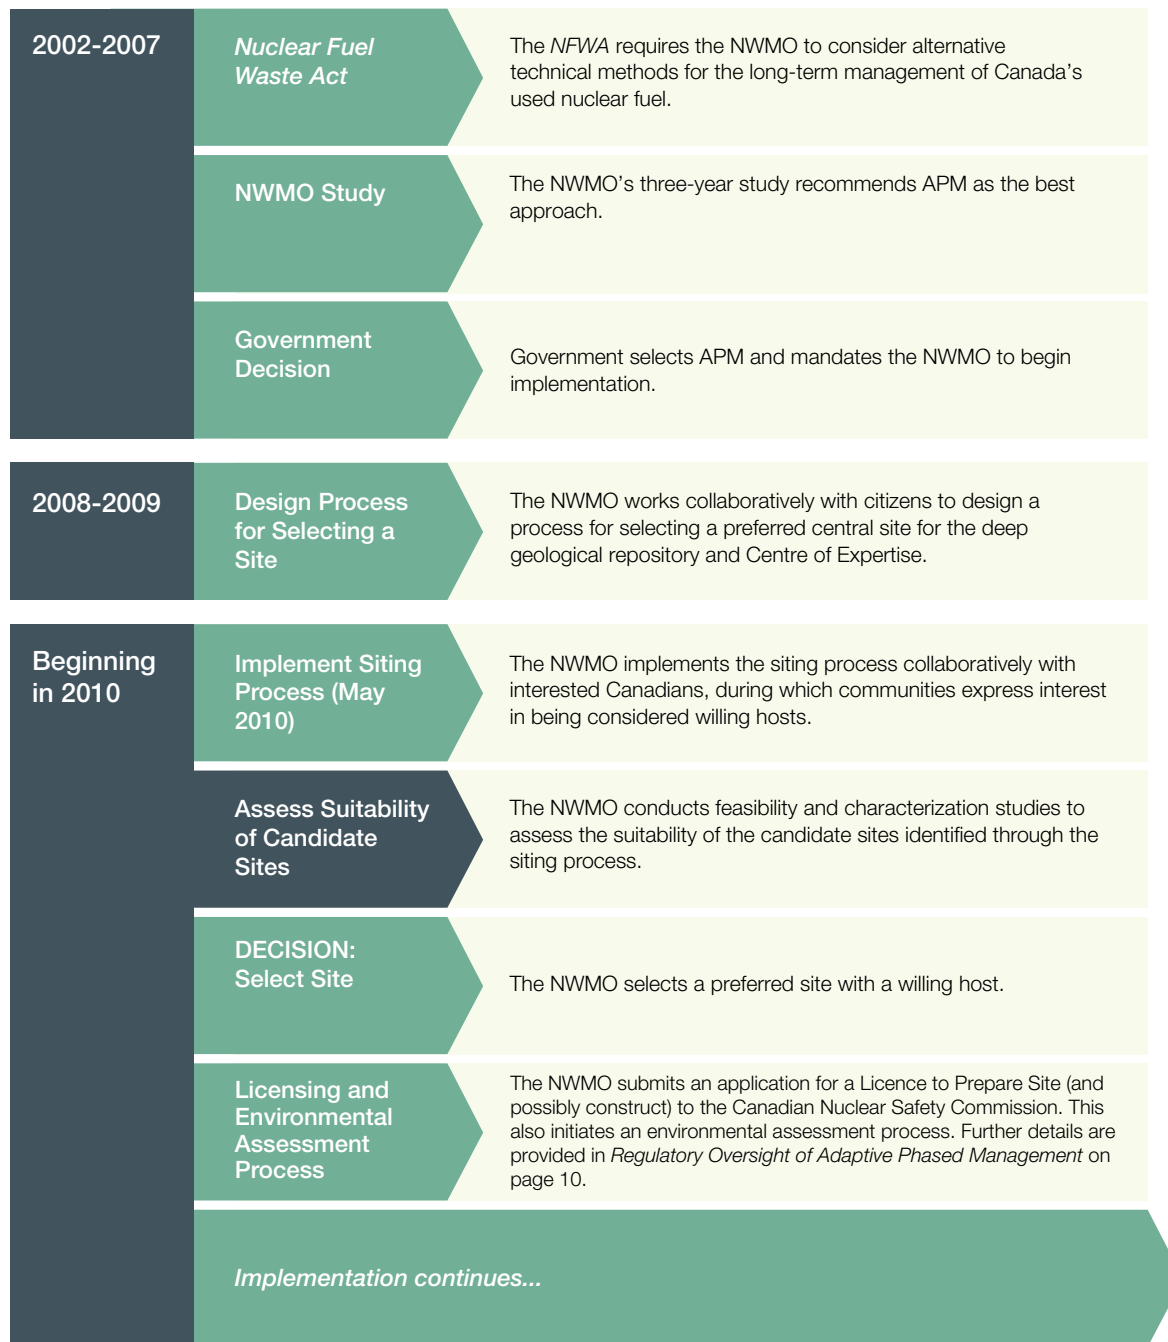 2002-2007
Nuclear Fuel
Waste Act
The NFWA requires the NWMO to consider alternative
technical methods for the long-term management of Canada’s
used nuclear fuel.
NWMO Study
The NWMO’s three-year study recommends APM as the best
approach.
Government
Decision
Government selects APM and mandates the NWMO to begin
implementation.
2008-2009
Design Process
for Selecting a
Site
The NWMO works collaboratively with citizens to design a
process for selecting a preferred central site for the deep
geological repository and Centre of Expertise.
Beginning
in 2010
Implement Siting
Process (May
2010)
The NWMO implements the siting process collaboratively with
interested Canadians, during which communities express interest
in being considered willing hosts.
Assess Suitability
of Candidate
Sites
The NWMO conducts feasibility and characterization studies to
assess the suitability of the candidate sites identified through the
siting process.
DECISION:
Select Site
The NWMO selects a preferred site with a willing host.
Licensing and
Environmental
Assessment
Process
The NWMO submits an application for a Licence to Prepare Site (and
possibly construct) to the Canadian Nuclear Safety Commission. This
also initiates an environmental assessment process. Further details are
provided in Regulatory Oversight of Adaptive Phased Management on
page 10.
Implementation continues...